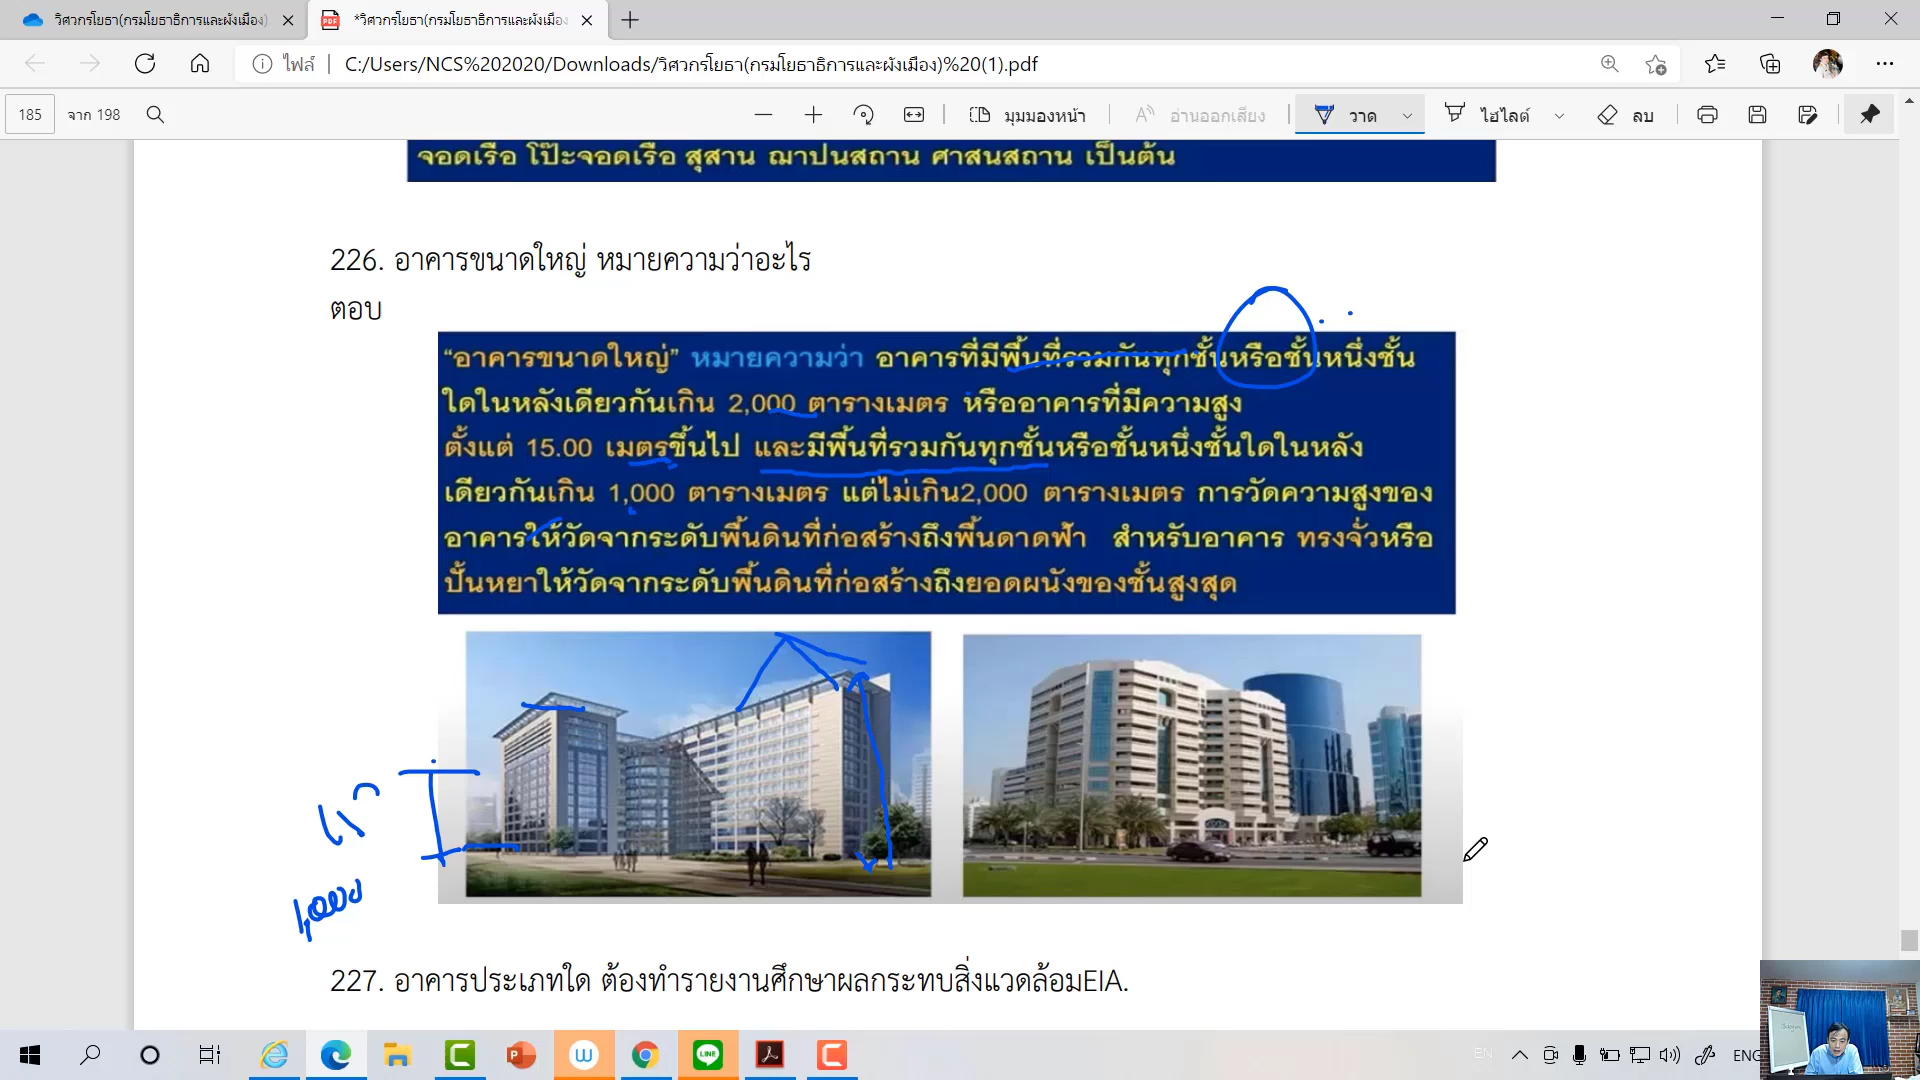 วิศวกรโยธา(กรมโยธาธิการและผังเมือง)
*วิศวกรโยธา(กรมโยธาธิการและผังเมือง
ไฟล์
C:/Users/NCS%202020/Downloads/วิศวกรโยธา(กรมโยธาธิการและผังเมือง)%20(1).pdf
185 จาก 198 มุมมองหน้า อ่านออกเสียง วาด ไฮไลต์ ลบ
จอดเรือ โป๊ะจอดเรือ สุสาน ฌาปนสถาน ศาสนสถาน เป็นต้น
226. อาคารขนาดใหญ่ หมายความว่าอะไร
ตอบ
“อาคารขนาดใหญ่” หมายความว่า อาคารที่มีพื้นที่รวมกันทุกชั้นหรือชั้นหนึ่งชั้น
ใดในหลังเดียวกันเกิน 2,000 ตารางเมตร หรืออาคารที่มีความสูง
ตั้งแต่ 15.00 เมตรขึ้นไป และมีพื้นที่รวมกันทุกชั้นหรือชั้นหนึ่งชั้นใดในหลัง
เดียวกันเกิน 1,000 ตารางเมตร แต่ไม่เกิน2,000 ตารางเมตร การวัดความสูงของ
อาคารให้วัดจากระดับพื้นดินที่ก่อสร้างถึงพื้นดาดฟ้า สำหรับอาคาร ทรงจั่วหรือ
ปั้นหยาให้วัดจากระดับพื้นดินที่ก่อสร้างถึงยอดผนังของชั้นสูงสุด
1,000
227. อาคารประเภทใด ต้องทำรายงานศึกษาผลกระทบสิ่งแวดล้อมEIA.
EN
ENG